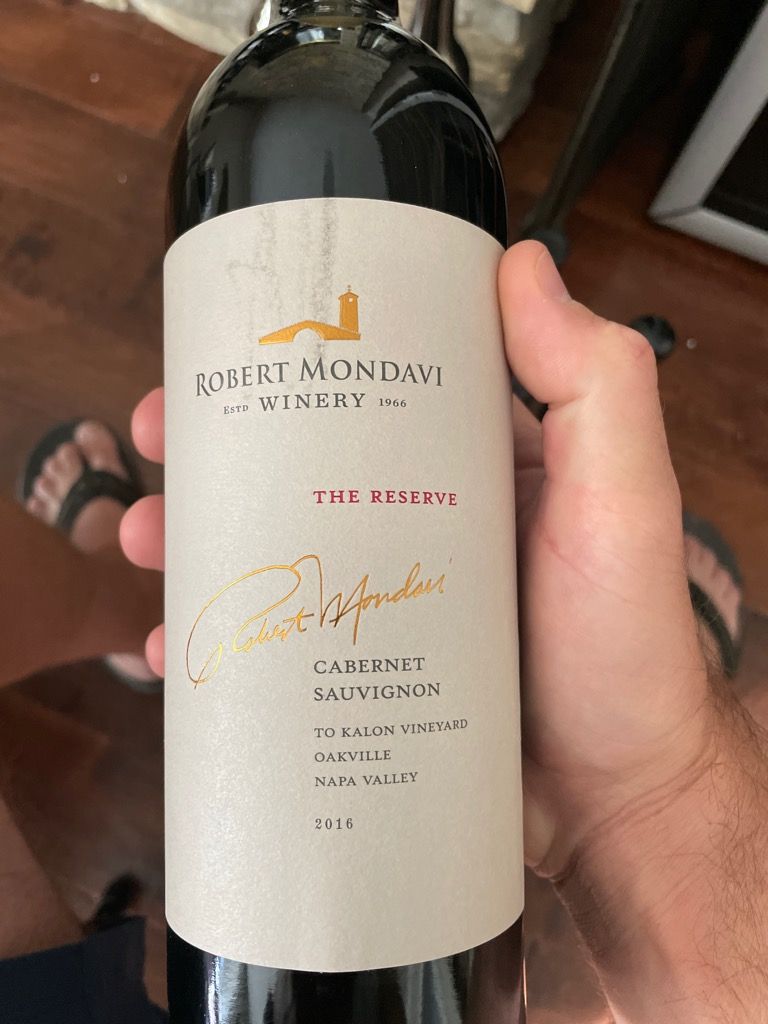 ROBERT MONDAVI
ESTD WINERY 1966
THE RESERVE
Robert Mondavi
CABERNET
SAUVIGNON
TO KALON VINEYARD
OAKVILLE
NAPA VALLEY
2016